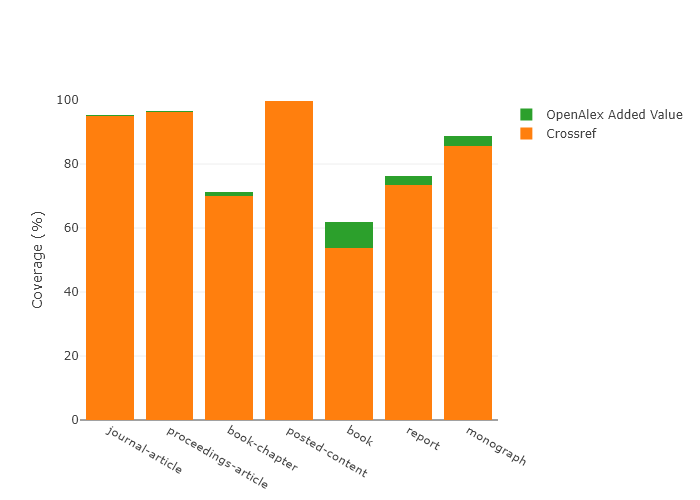 100
80
60
40
20
0
Coverage (%)
OpenAlex Added Value
Crossref
journal-article
proceedings-article
book-chapter
posted-content
book
report
monograph